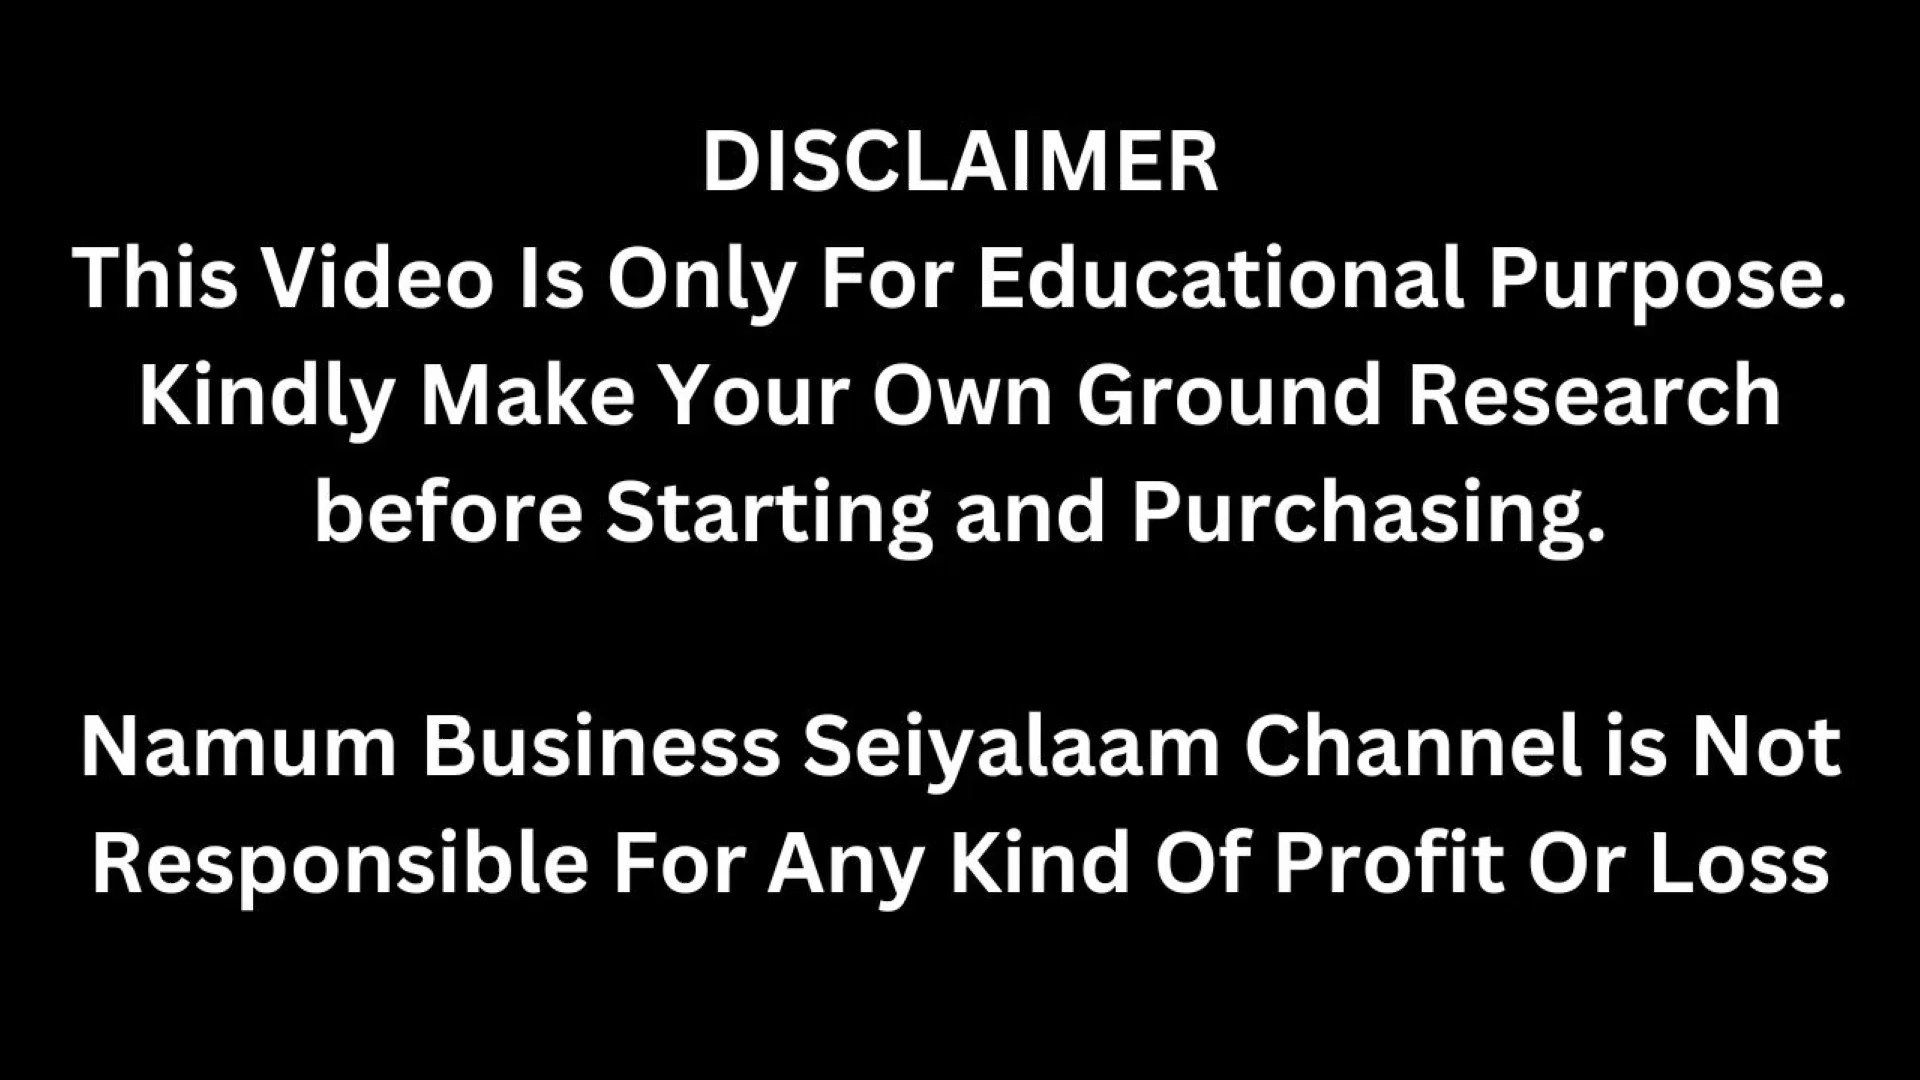 DISCLAIMER
This Video Is Only For Educational Purpose.
Kindly Make Your Own Ground Research
before Starting and Purchasing.
Namum Business Seiyalaam Channel is Not
Responsible For Any Kind Of Profit Or Loss